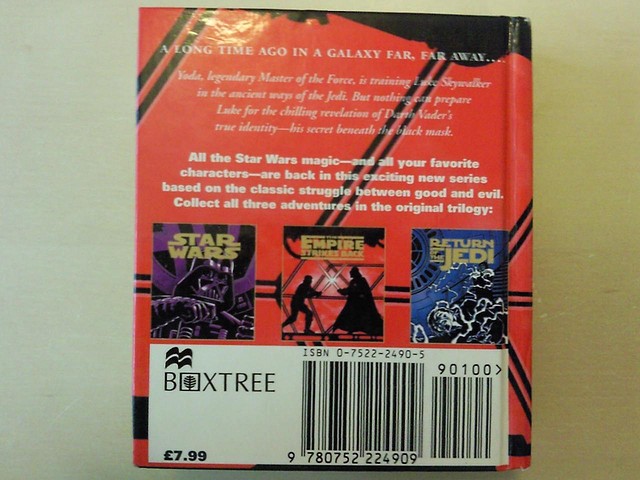 A LONG TIME AGO IN A GALAXY FAR, FAR AWAY....
Yoda, legendary Master of the Force, is training Luke Skywalker
in the ancient ways of the Jedi. But nothing can prepare
Luke for the chilling revelation of Darth Vader's
true identity—his secret beneath the black mask.
All the Star Wars magic—and all your favorite
characters—are back in this exciting new series
based on the classic struggle between good and evil.
Collect all three adventures in the original trilogy:
STAR
WARS
EMPIRE
STRIKES BACK
RETURN
OF THE
JEDI
BOXTREE
£7.99
ISBN 0-7522-2490-5
90100>
9 780752 224909